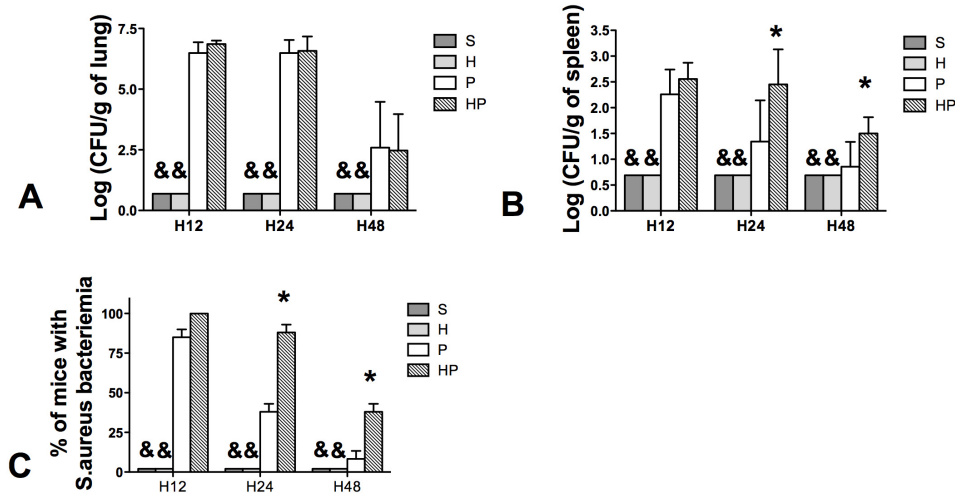 A
Log (CFU/g of lung)
7.5
5.0
2.5
0.0
& &
& &
& &
H12
H24
H48
S
H
P
HP
B
Log (CFU/g of spleen)
3.5
3.0
2.5
2.0
1.5
1.0
0.5
0.0
& &
&&
& &
*
*
H12
H24
H48
S
H
P
HP
C
% of mice with
S.aureus bacteriemia
100
75
50
25
0
&&
&&
& &
*
*
H12
H24
H48
S
H
P
HP